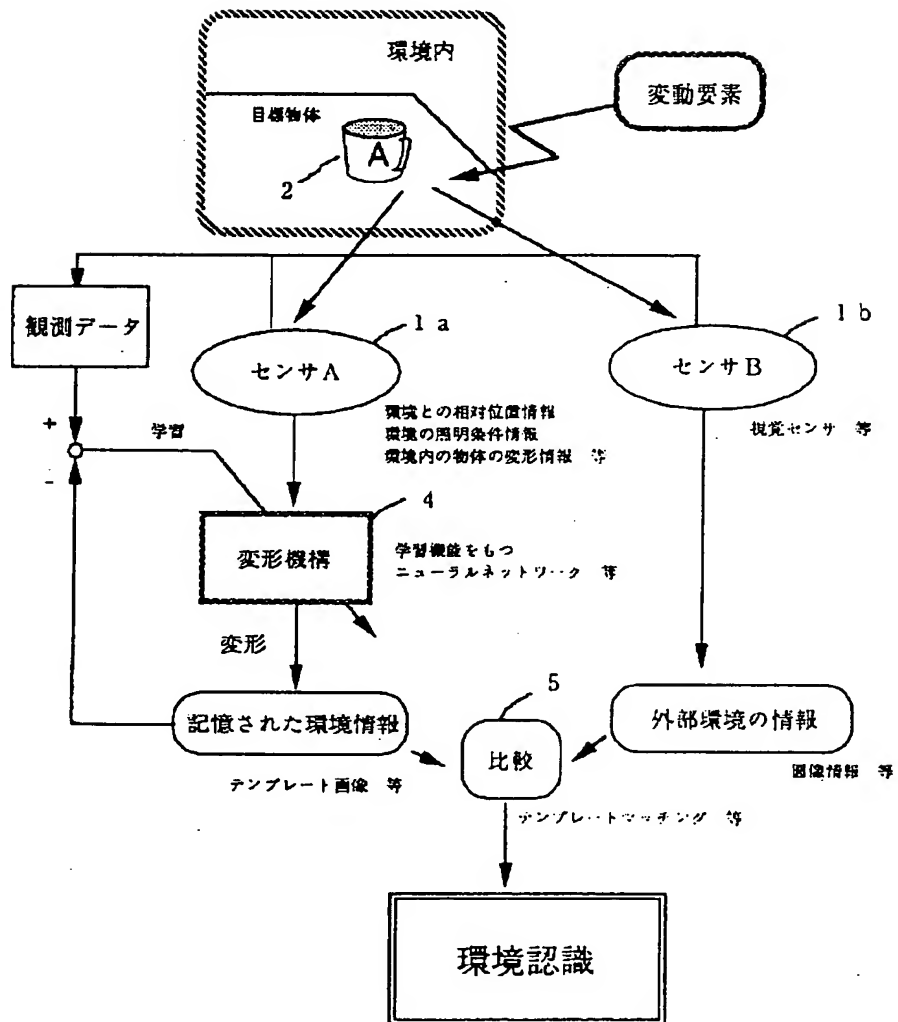 環境内
変動要素
目標物体
A
2
観測データ
1a
1b
センサA
センサB
+
学習
-
環境との相対位置情報
環境の照明条件情報
環境内の物体の変形情報 等
視覚センサ 等
4
変形機構
学習機能をもつ
ニューラルネットワーク 等
変形
5
記憶された環境情報
比較
外部環境の情報
テンプレート画像 等
画像情報 等
テンプレートマッチング 等
環境認識